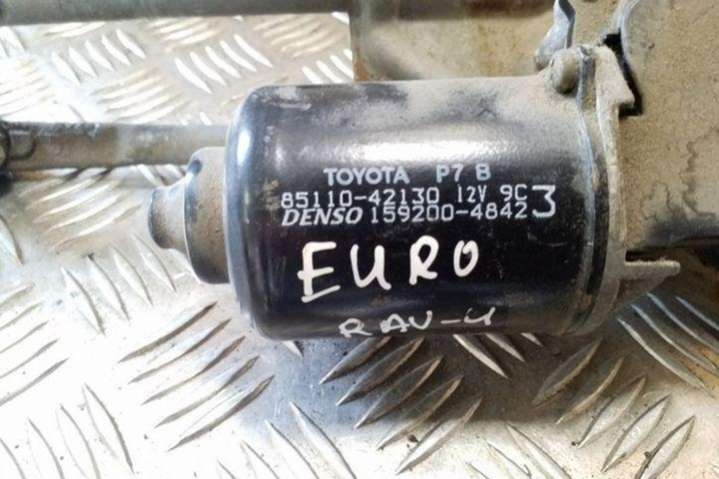 TOYOTA P7 B
85110-42130 12V 9C
DENSO 159200-4842 3
EURO
RAV-4